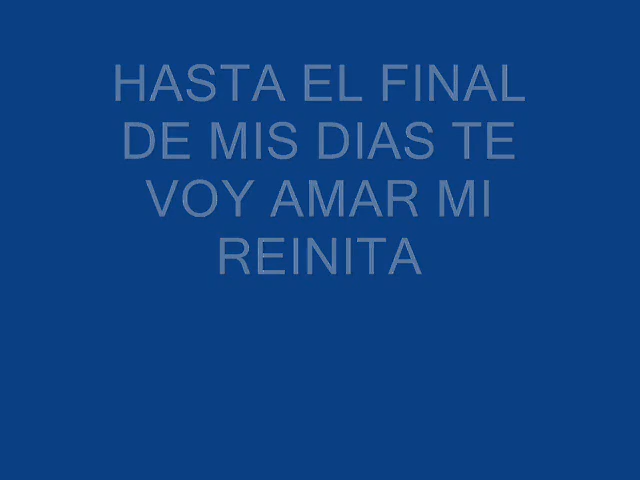 HASTA EL FINAL
DE MIS DIAS TE
VOY AMAR MI
REINITA